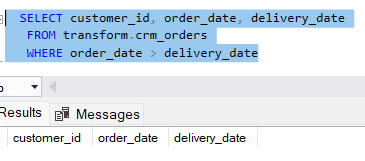 SELECT customer_id, order_date, delivery_date
FROM transform.crm_orders
WHERE order_date > delivery_date
Results Messages
customer_id order_date delivery_date